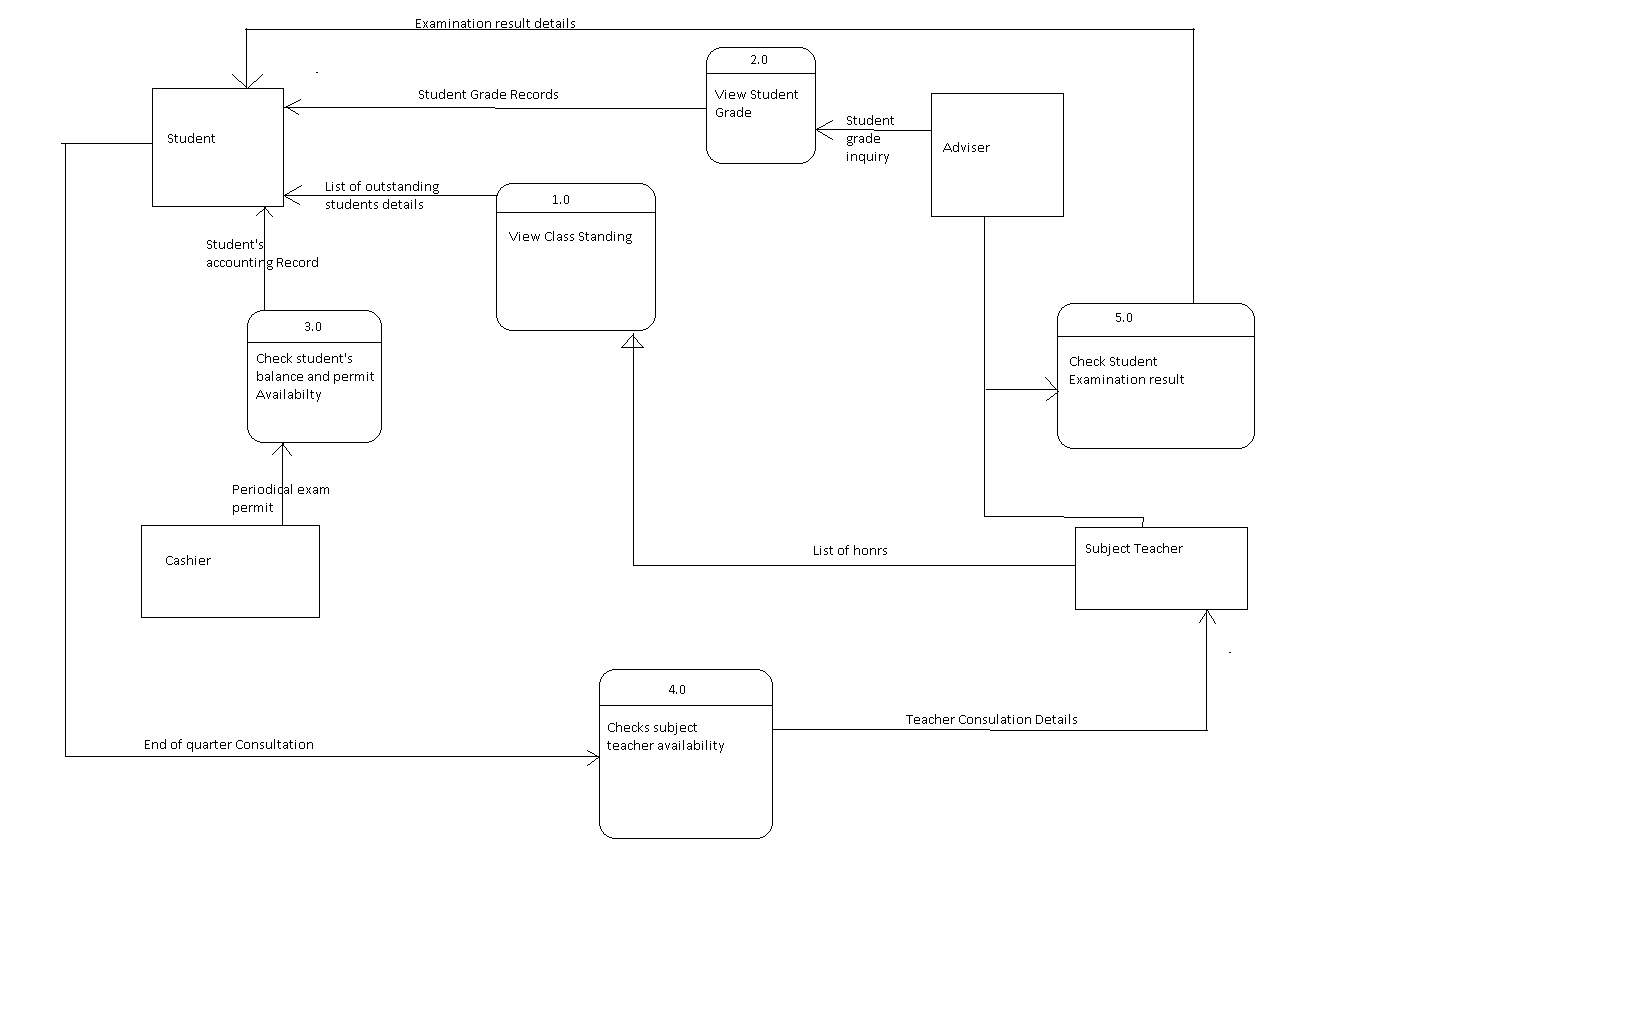 Examination result details
2.0
View Student
Grade
Student Grade Records
Student
grade
inquiry
Adviser
Student
List of outstanding
students details
1.0
View Class Standing
Student's
accounting Record
3.0
Check student's
balance and permit
Availabilty
5.0
Check Student
Examination result
Periodical exam
permit
Cashier
List of honrs
Subject Teacher
4.0
Checks subject
teacher availability
Teacher Consulation Details
End of quarter Consultation